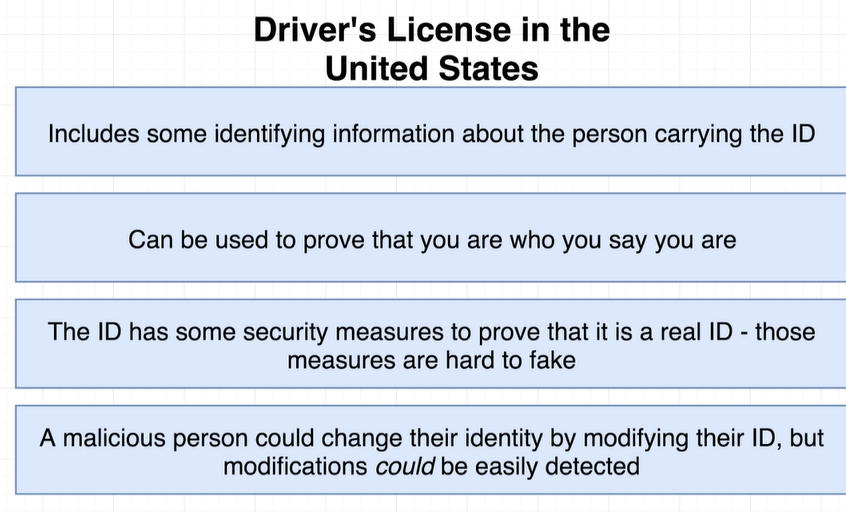 Driver's License in the
United States
Includes some identifying information about the person carrying the ID
Can be used to prove that you are who you say you are
The ID has some security measures to prove that it is a real ID - those
measures are hard to fake
A malicious person could change their identity by modifying their ID, but
modifications could be easily detected